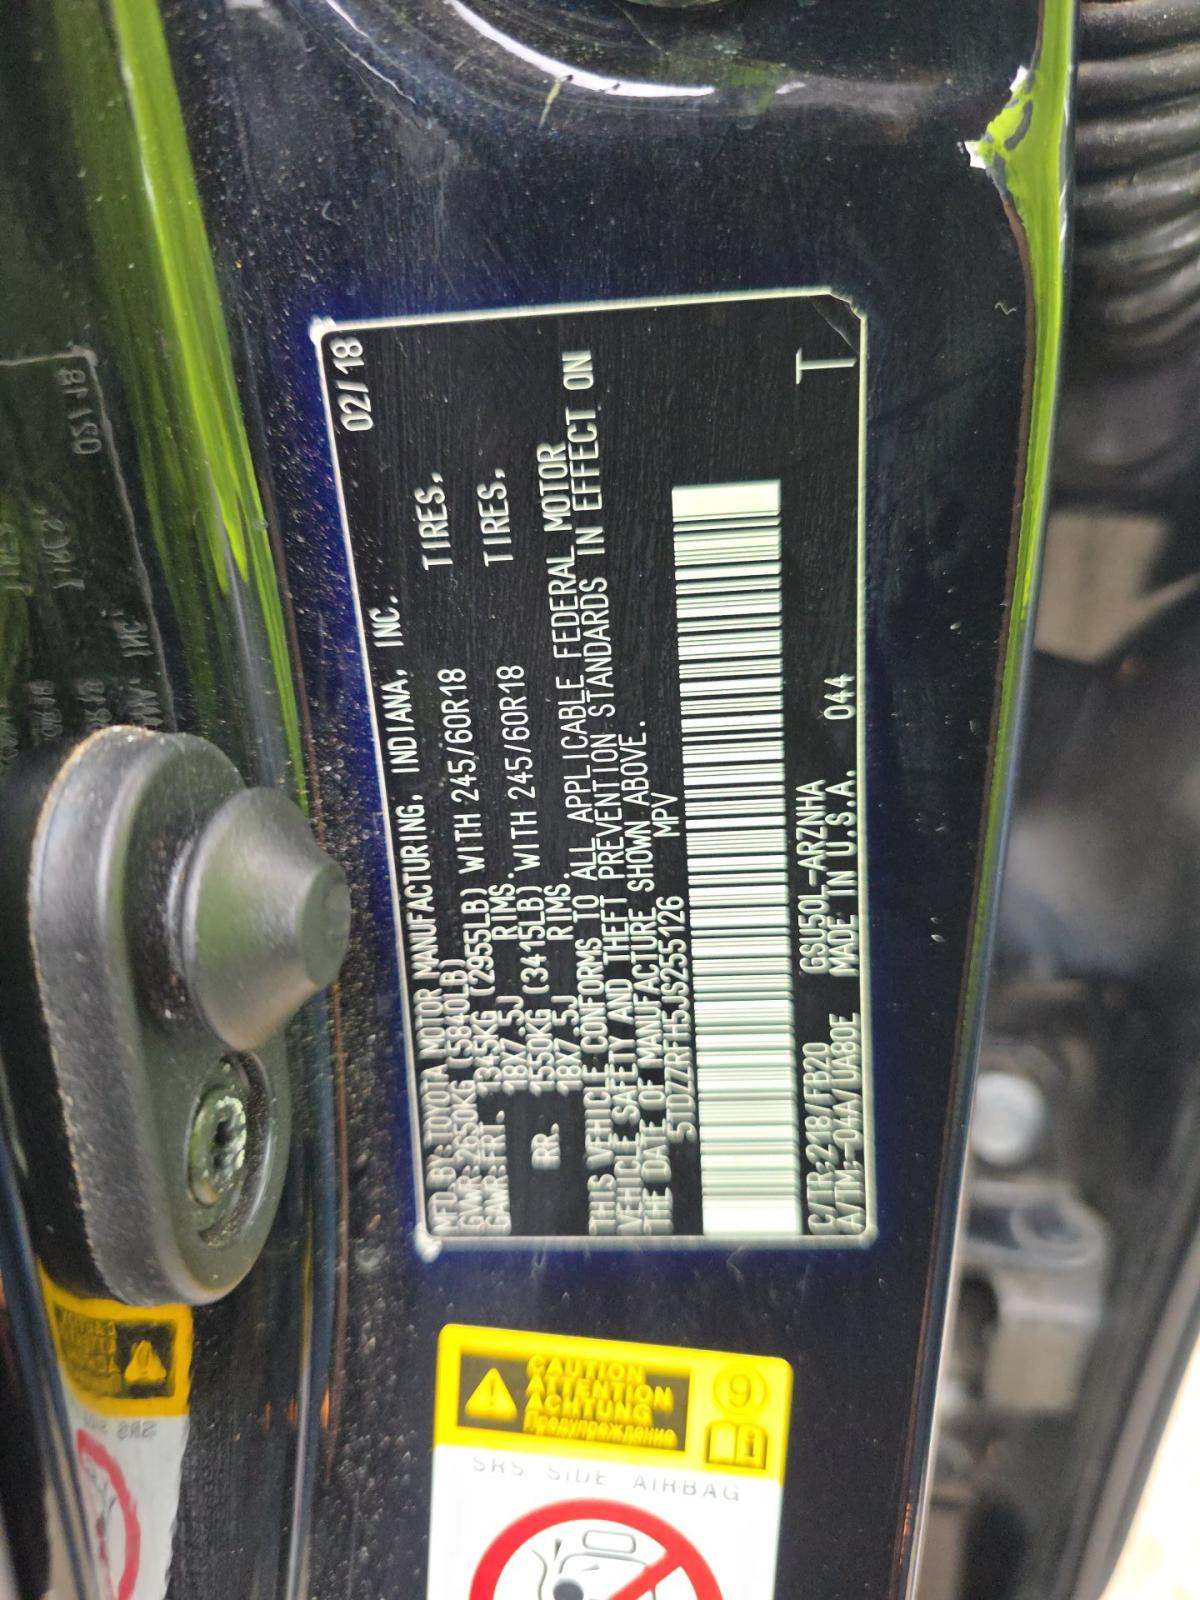 MFD. BY: TOYOTA MOTOR MANUFACTURING, INDIANA, INC. 02/18
GVWR: 2650KG (5840LB)
GAWR: FRT. 1345KG (2955LB) WITH 245/60R18 TIRES,
18X7.5J RIMS.
RR. 1550KG (3415LB) WITH 245/60R18 TIRES,
18X7.5J RIMS.
THIS VEHICLE CONFORMS TO ALL APPLICABLE FEDERAL MOTOR
VEHICLE SAFETY AND THEFT PREVENTION STANDARDS IN EFFECT ON
THE DATE OF MANUFACTURE SHOWN ABOVE.
5TDZZRFH5JS255126 MPV
C/TR: 218/FB20 GSU50L-ARZNHA
A/TM: -04A/UA80E MADE IN U.S.A. 044
T
CAUTION
ATTENTION
ACHTUNG
Предупреждение
9
i
SRS SIDE AIRBAG